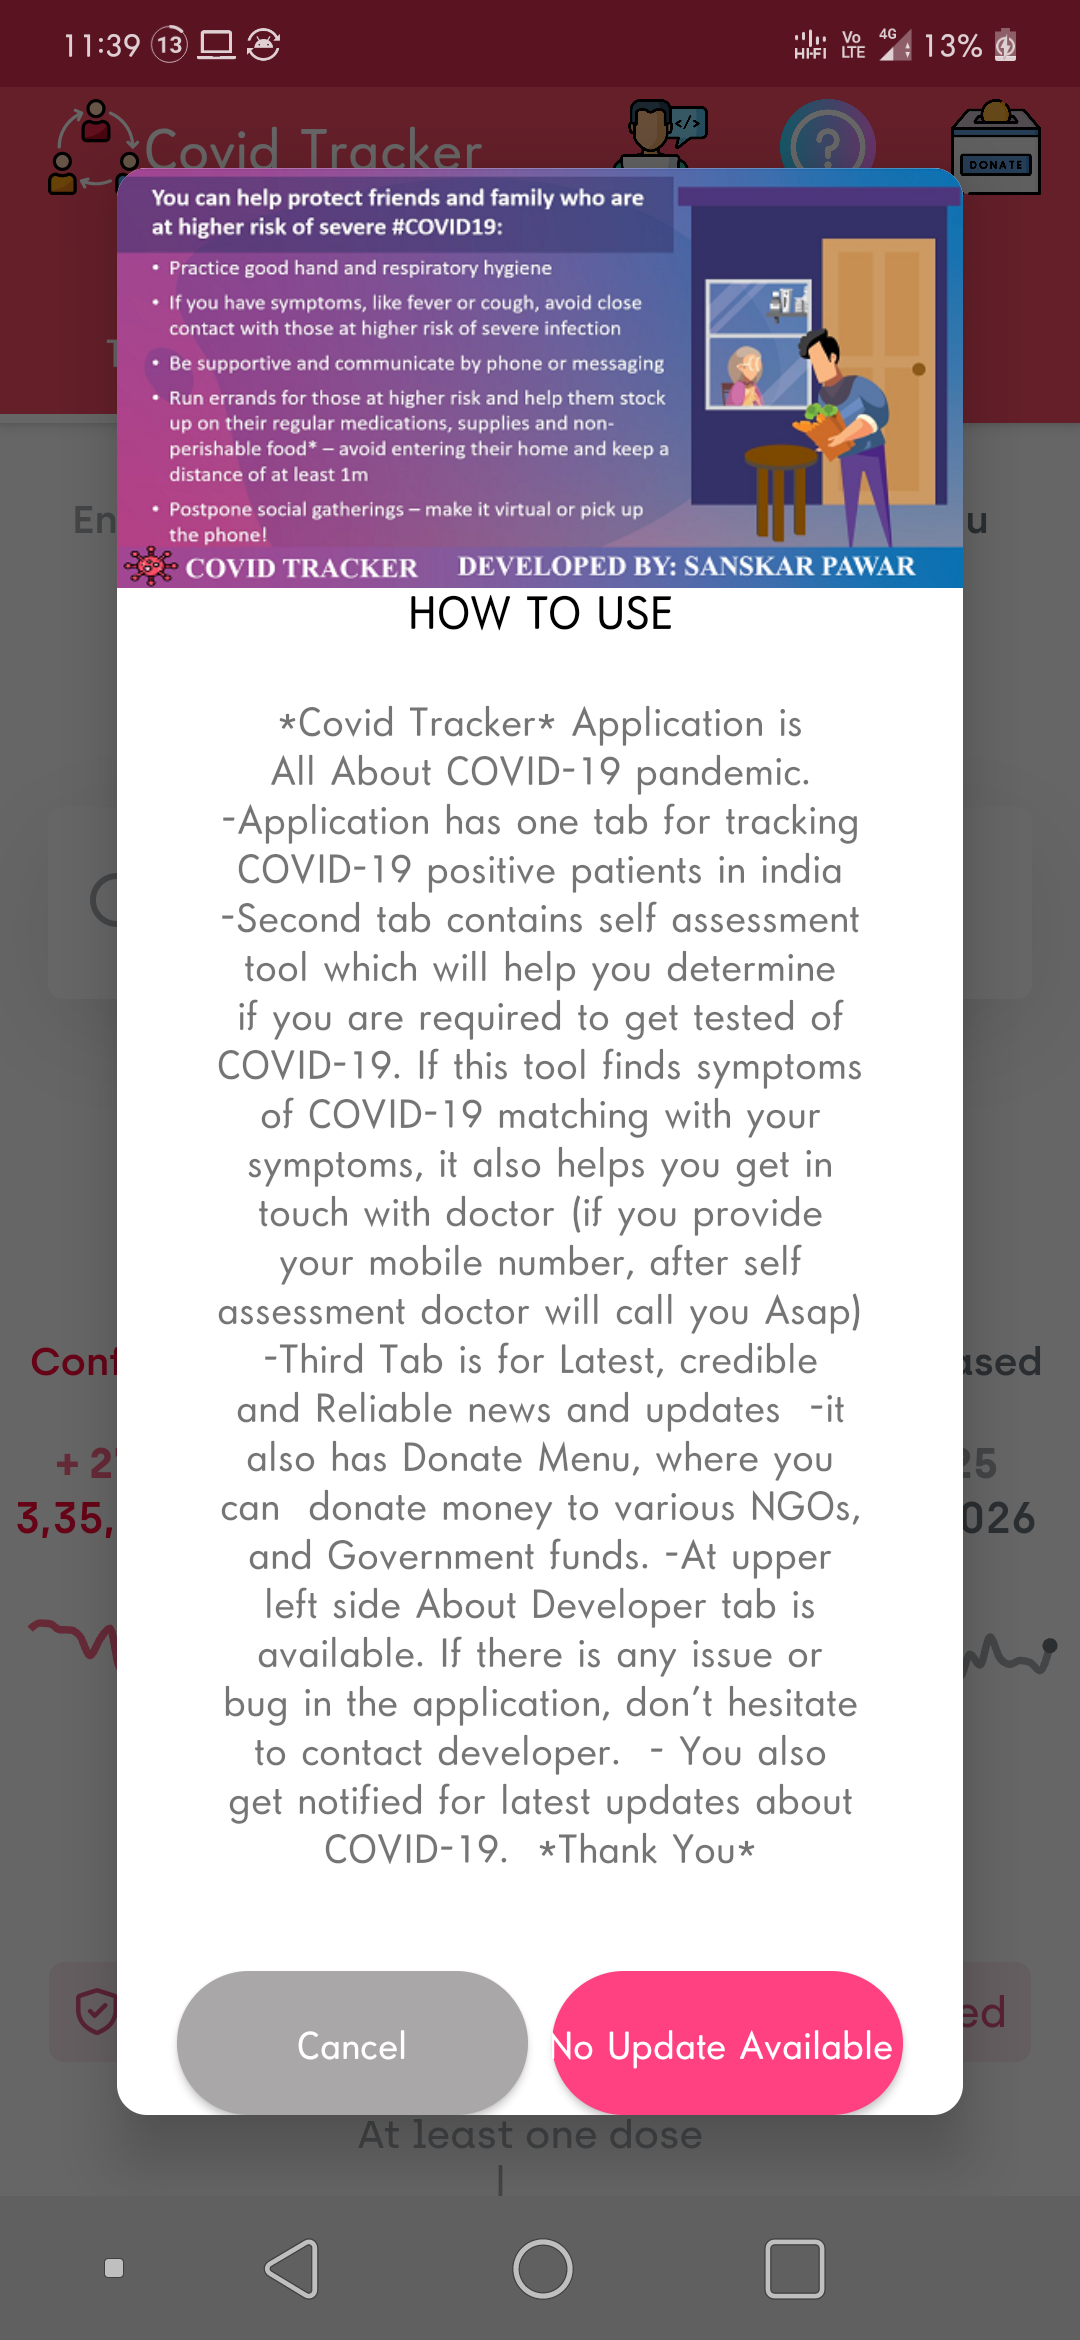 11:39 13 HI-FI Vo LTE 4G 13%
Covid Tracker
DONATE
You can help protect friends and family who are
at higher risk of severe #COVID19:
• Practice good hand and respiratory hygiene
• If you have symptoms, like fever or cough, avoid close
contact with those at higher risk of severe infection
• Be supportive and communicate by phone or messaging
• Run errands for those at higher risk and help them stock
up on their regular medications, supplies and non-
perishable food* – avoid entering their home and keep a
distance of at least 1m
• Postpone social gatherings – make it virtual or pick up
the phone!
COVID TRACKER DEVELOPED BY: SANSKAR PAWAR
HOW TO USE
*Covid Tracker* Application is
All About COVID-19 pandemic.
-Application has one tab for tracking
COVID-19 positive patients in india
-Second tab contains self assessment
tool which will help you determine
if you are required to get tested of
COVID-19. If this tool finds symptoms
of COVID-19 matching with your
symptoms, it also helps you get in
touch with doctor (if you provide
your mobile number, after self
assessment doctor will call you Asap)
-Third Tab is for Latest, credible
and Reliable news and updates -it
also has Donate Menu, where you
can donate money to various NGOs,
and Government funds. -At upper
left side About Developer tab is
available. If there is any issue or
bug in the application, don't hesitate
to contact developer. - You also
get notified for latest updates about
COVID-19. *Thank You*
Cancel No Update Available
At least one dose